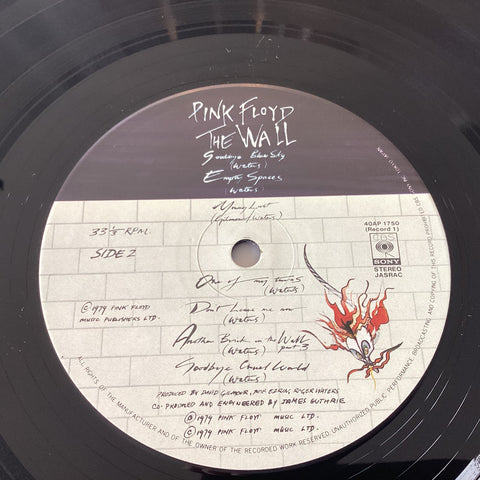 PINK FLOYD
THE WALL
Goodbye Blue Sky
(Waters)
Empty Spaces
(Waters)
Young Lust
(Gilmour/Waters)
33 1/3 RPM.
SIDE 2
40AP 1750
(Record 1)
CBS
SONY
STEREO
JASRAC
One of my turns
(Waters)
Dont Leave me now
(Waters)
Another Brick in the Wall
part 3
(Waters)
Goodbye Cruel World
(Waters)
℗ 1979 PINK FLOYD
MUSIC PUBLISHERS LTD.
PRODUCED BY DAVID GILMOUR, BOB EZRIN, ROGER WATERS
CO-PRODUCED AND ENGINEERED BY JAMES GUTHRIE
℗ 1979 PINK FLOYD MUSIC LTD.
© 1979 PINK FLOYD MUSIC LTD.
ALL RIGHTS OF THE MANUFACTURER AND OF THE OWNER OF THE RECORDED WORK RESERVED. UNAUTHORIZED PUBLIC PERFORMANCE, BROADCASTING AND COPYING OF THIS RECORD PROHIBITED.